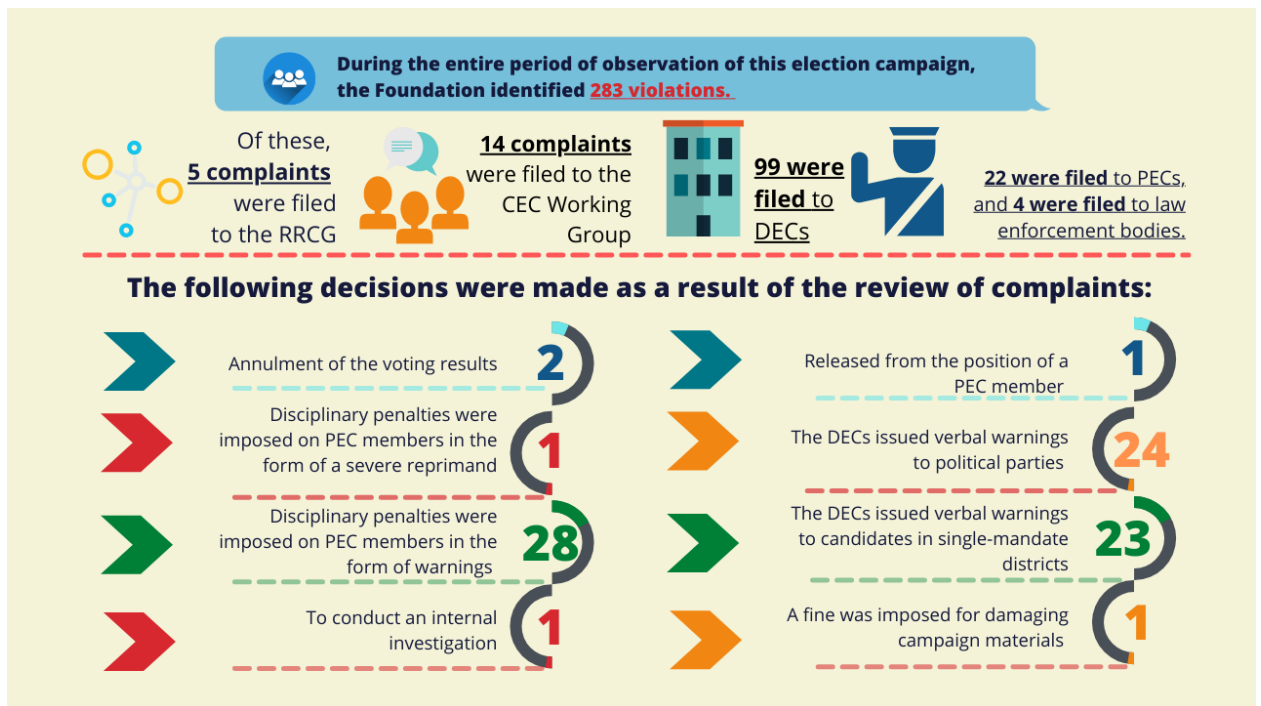 During the entire period of observation of this election campaign,
the Foundation identified 283 violations.
Of these,
5 complaints
were filed
to the RRCG
14 complaints
were filed to the
CEC Working
Group
99 were
filed to
DECs
22 were filed to PECs,
and 4 were filed to law
enforcement bodies.
The following decisions were made as a result of the review of complaints:
Annulment of the voting results
2
Disciplinary penalties were
imposed on PEC members in the
form of a severe reprimand
1
Disciplinary penalties were
imposed on PEC members in the
form of warnings
28
To conduct an internal
investigation
1
Released from the position of a
PEC member
1
The DECs issued verbal warnings
to political parties
24
The DECs issued verbal warnings
to candidates in single-mandate
districts
23
A fine was imposed for damaging
campaign materials
1